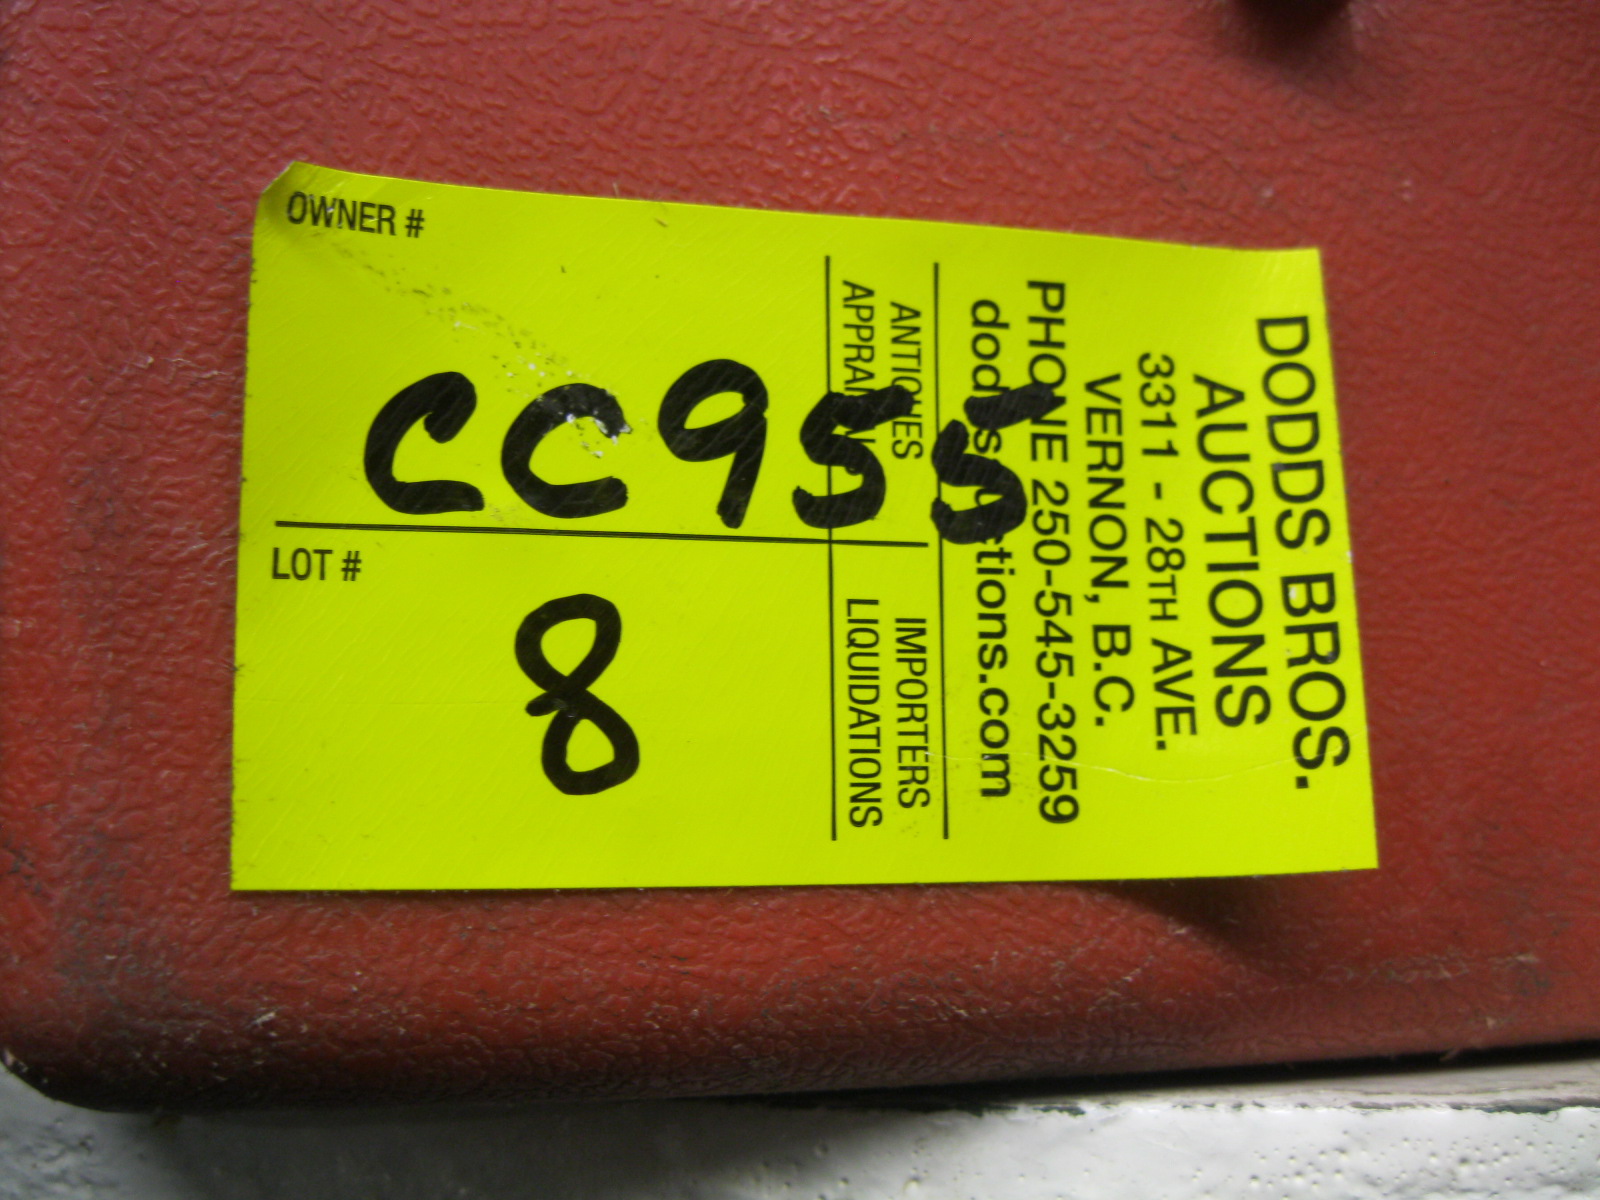 DODDS BROS.
AUCTIONS
3311 - 28TH AVE.
VERNON, B.C.
PHONE 250-545-3259
ANTIQUES
IMPORTERS
LIQUIDATIONS
OWNER #
CC955
LOT #
8